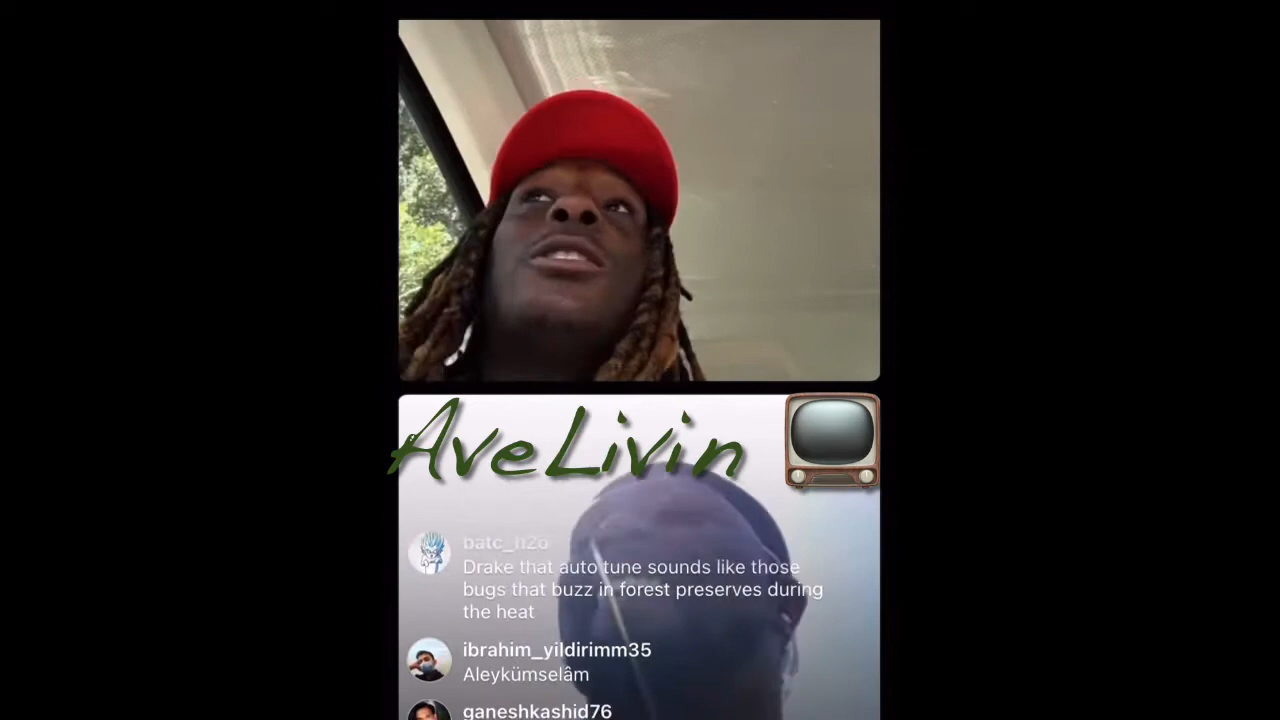 AveLivin
batc_h2o
Drake that auto tune sounds like those
bugs that buzz in forest preserves during
the heat
ibrahim_yildirimm35
Aleykümselâm
ganeshkashid76